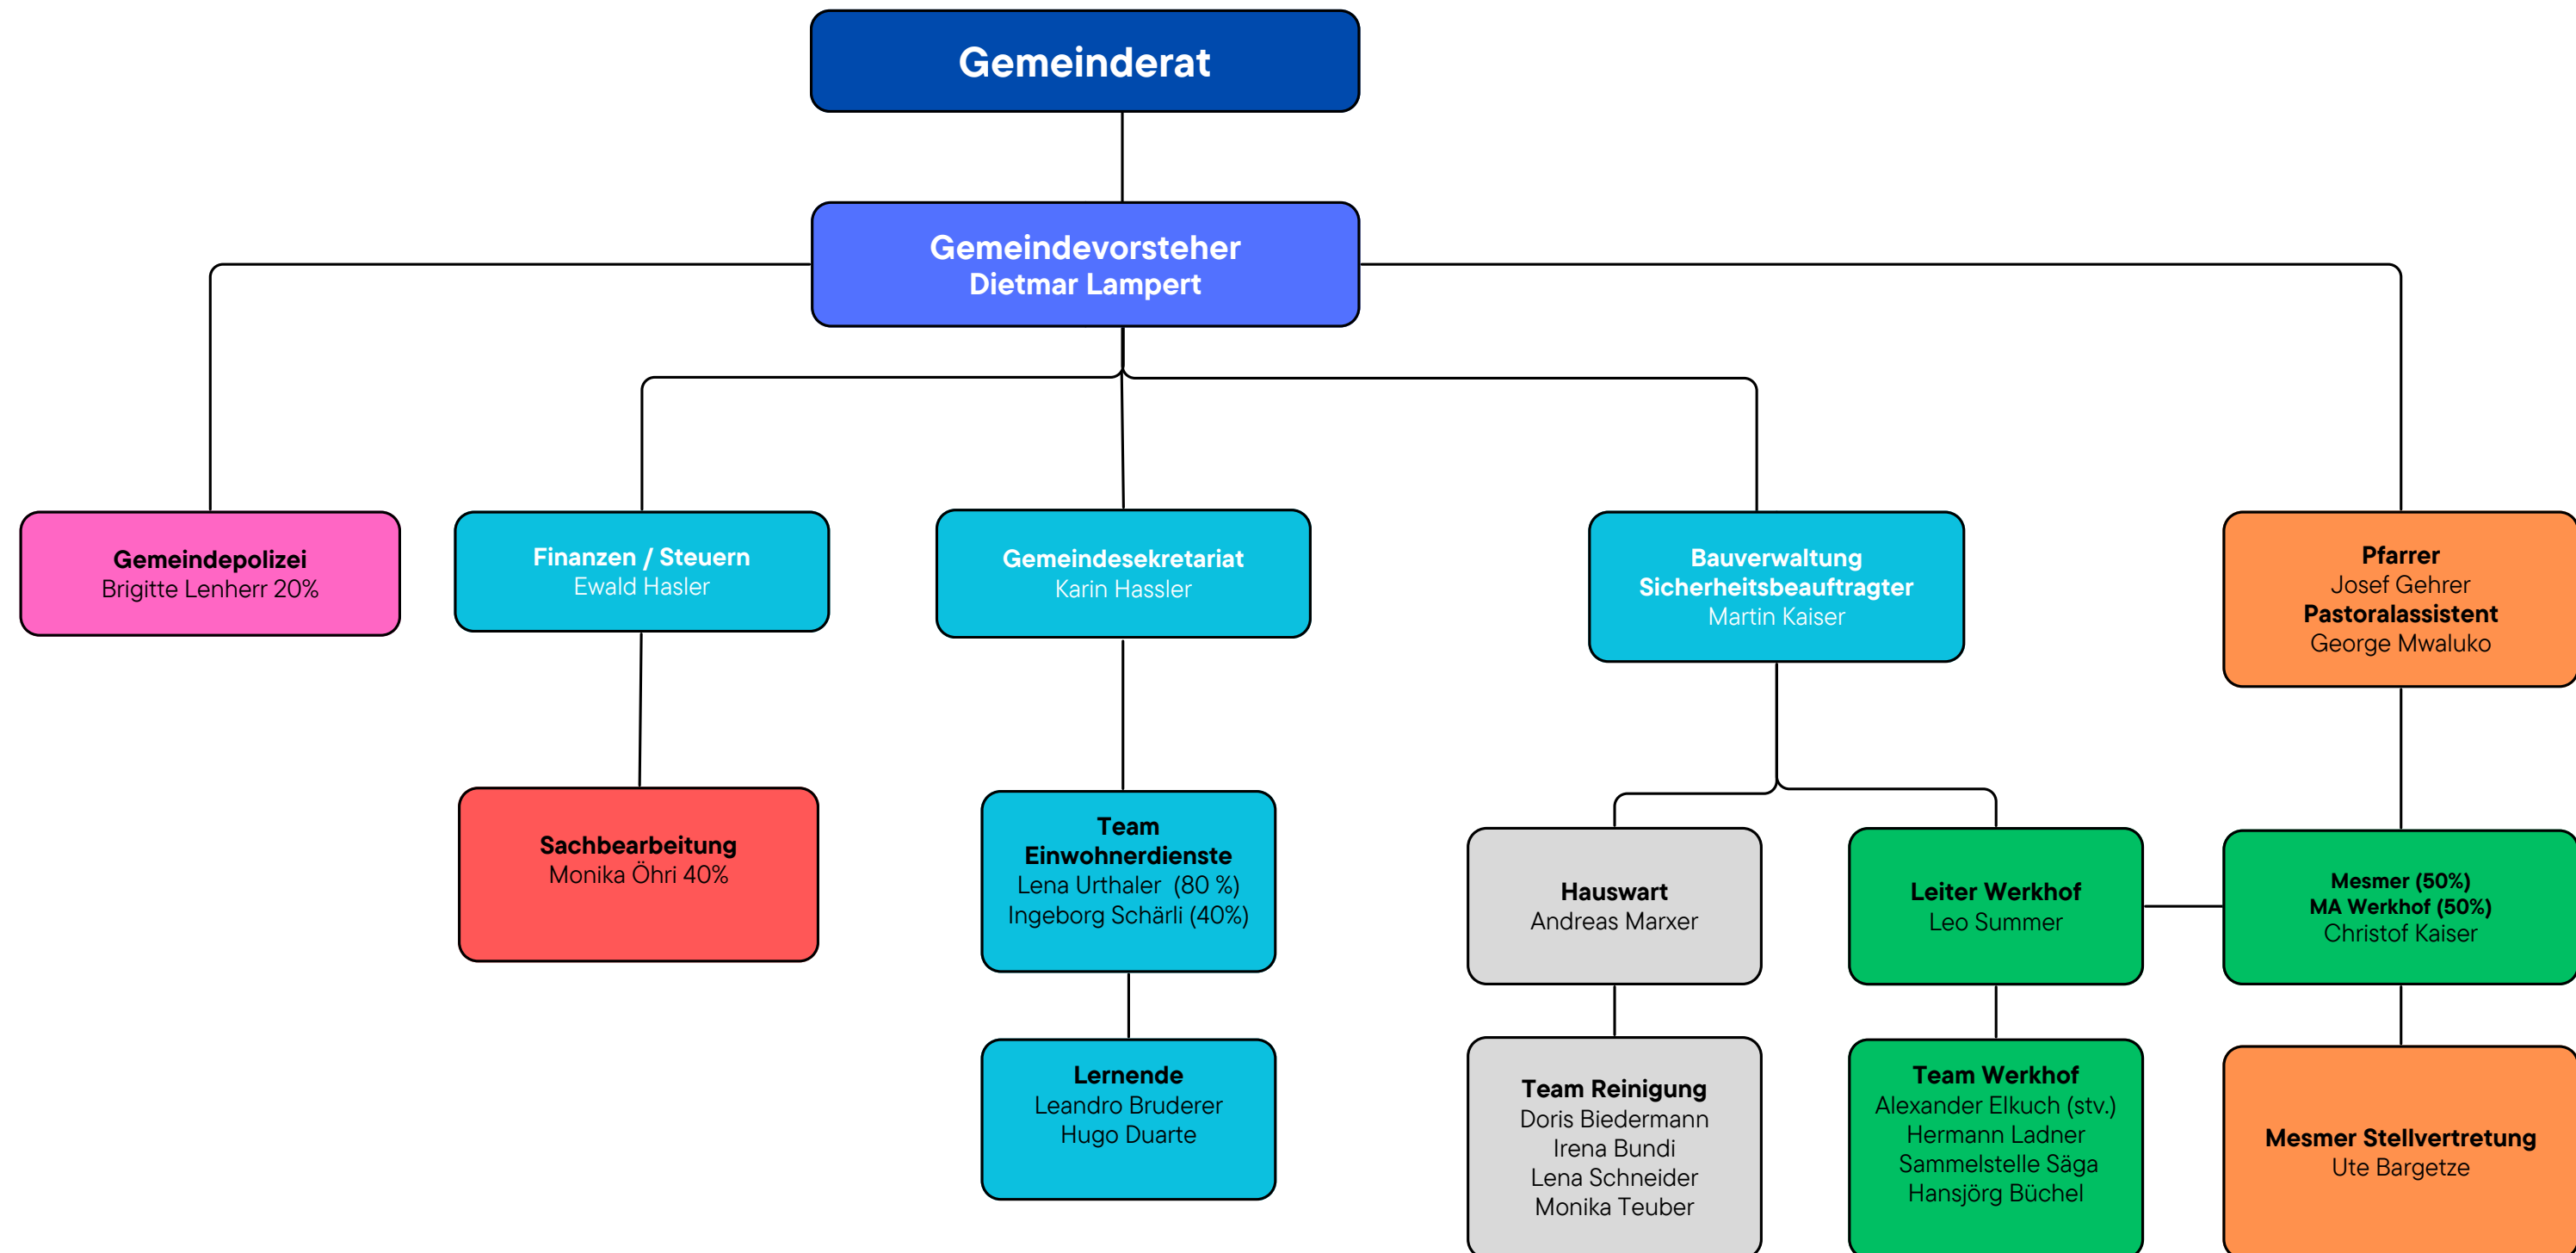 Gemeinderat
Gemeindevorsteher
Dietmar Lampert
Gemeindepolizei
Brigitte Lenherr 20%
Finanzen / Steuern
Ewald Hasler
Gemeindesekretariat
Karin Hassler
Bauverwaltung
Sicherheitsbeauftragter
Martin Kaiser
Pfarrer
Josef Gehrer
Pastoralassistent
George Mwaluko
Sachbearbeitung
Monika Öhri 40%
Team
Einwohnerdienste
Lena Urthaler (80 %)
Ingeborg Schärli (40%)
Hauswart
Andreas Marxer
Leiter Werkhof
Leo Summer
Mesmer (50%)
MA Werkhof (50%)
Christof Kaiser
Lernende
Leandro Bruderer
Hugo Duarte
Team Reinigung
Doris Biedermann
Irena Bundi
Lena Schneider
Monika Teuber
Team Werkhof
Alexander Elkuch (stv.)
Hermann Ladner
Sammelstelle Säga
Hansjörg Büchel
Mesmer Stellvertretung
Ute Bargetze